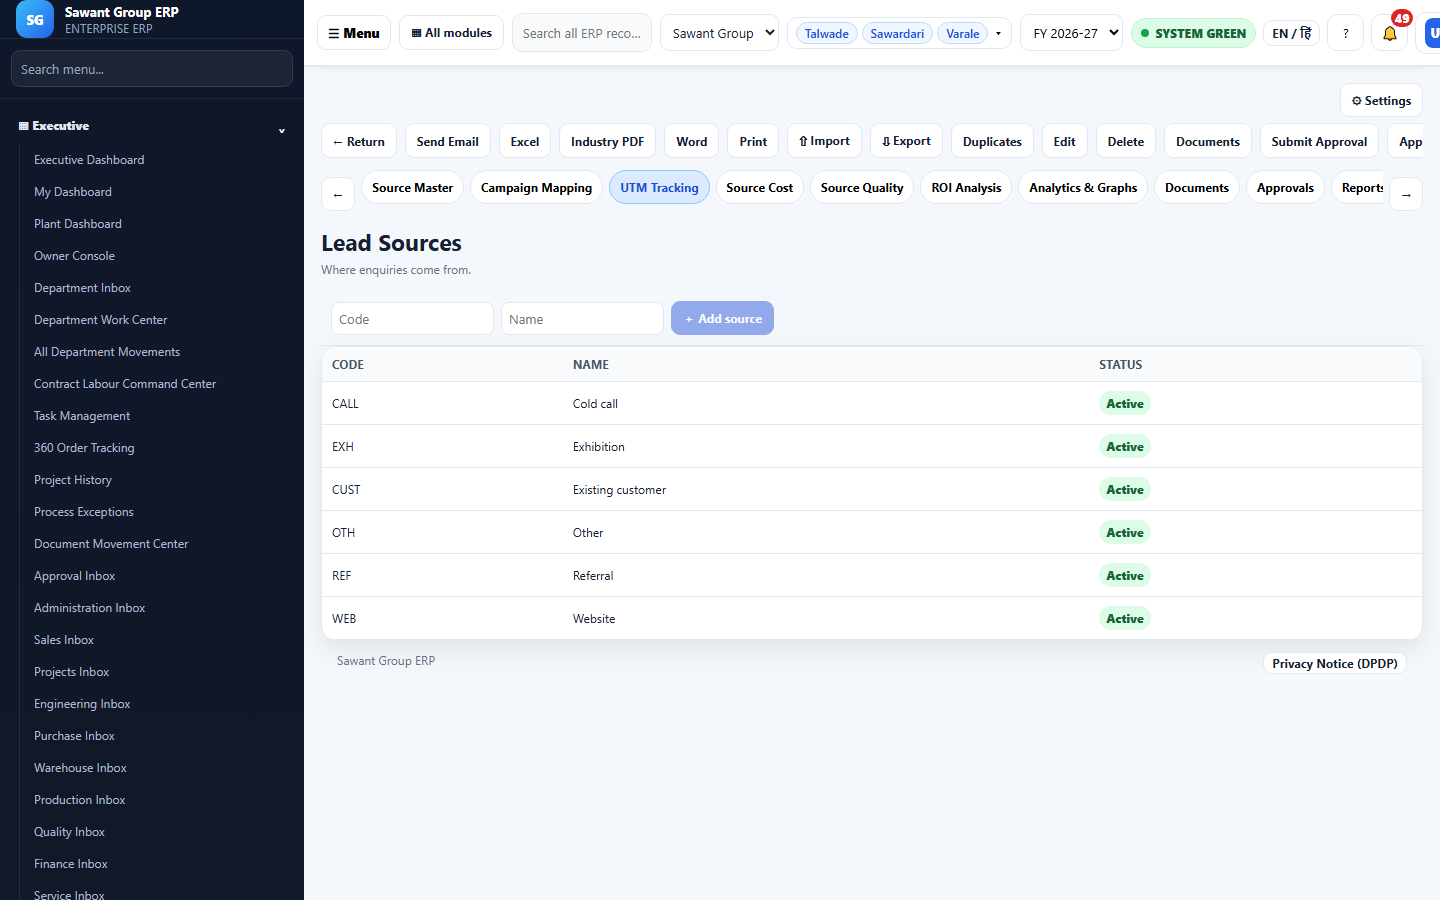 SG
Sawant Group ERP
ENTERPRISE ERP
Search menu...
Executive
Executive Dashboard
My Dashboard
Plant Dashboard
Owner Console
Department Inbox
Department Work Center
All Department Movements
Contract Labour Command Center
Task Management
360 Order Tracking
Project History
Process Exceptions
Document Movement Center
Approval Inbox
Administration Inbox
Sales Inbox
Projects Inbox
Engineering Inbox
Purchase Inbox
Warehouse Inbox
Production Inbox
Quality Inbox
Finance Inbox
Service Inbox
☰ Menu
All modules
Search all ERP reco...
Sawant Group
Talwade Sawardari Varale
FY 2026-27
SYSTEM GREEN
EN / हिं
?
49
U
⚙ Settings
← Return
Send Email
Excel
Industry PDF
Word
Print
⇧ Import
⇩ Export
Duplicates
Edit
Delete
Documents
Submit Approval
App
←
Source Master
Campaign Mapping
UTM Tracking
Source Cost
Source Quality
ROI Analysis
Analytics & Graphs
Documents
Approvals
Reports
→
Lead Sources
Where enquiries come from.
Code
Name
+ Add source
CODE NAME STATUS
CALL Cold call Active
EXH Exhibition Active
CUST Existing customer Active
OTH Other Active
REF Referral Active
WEB Website Active
Sawant Group ERP
Privacy Notice (DPDP)